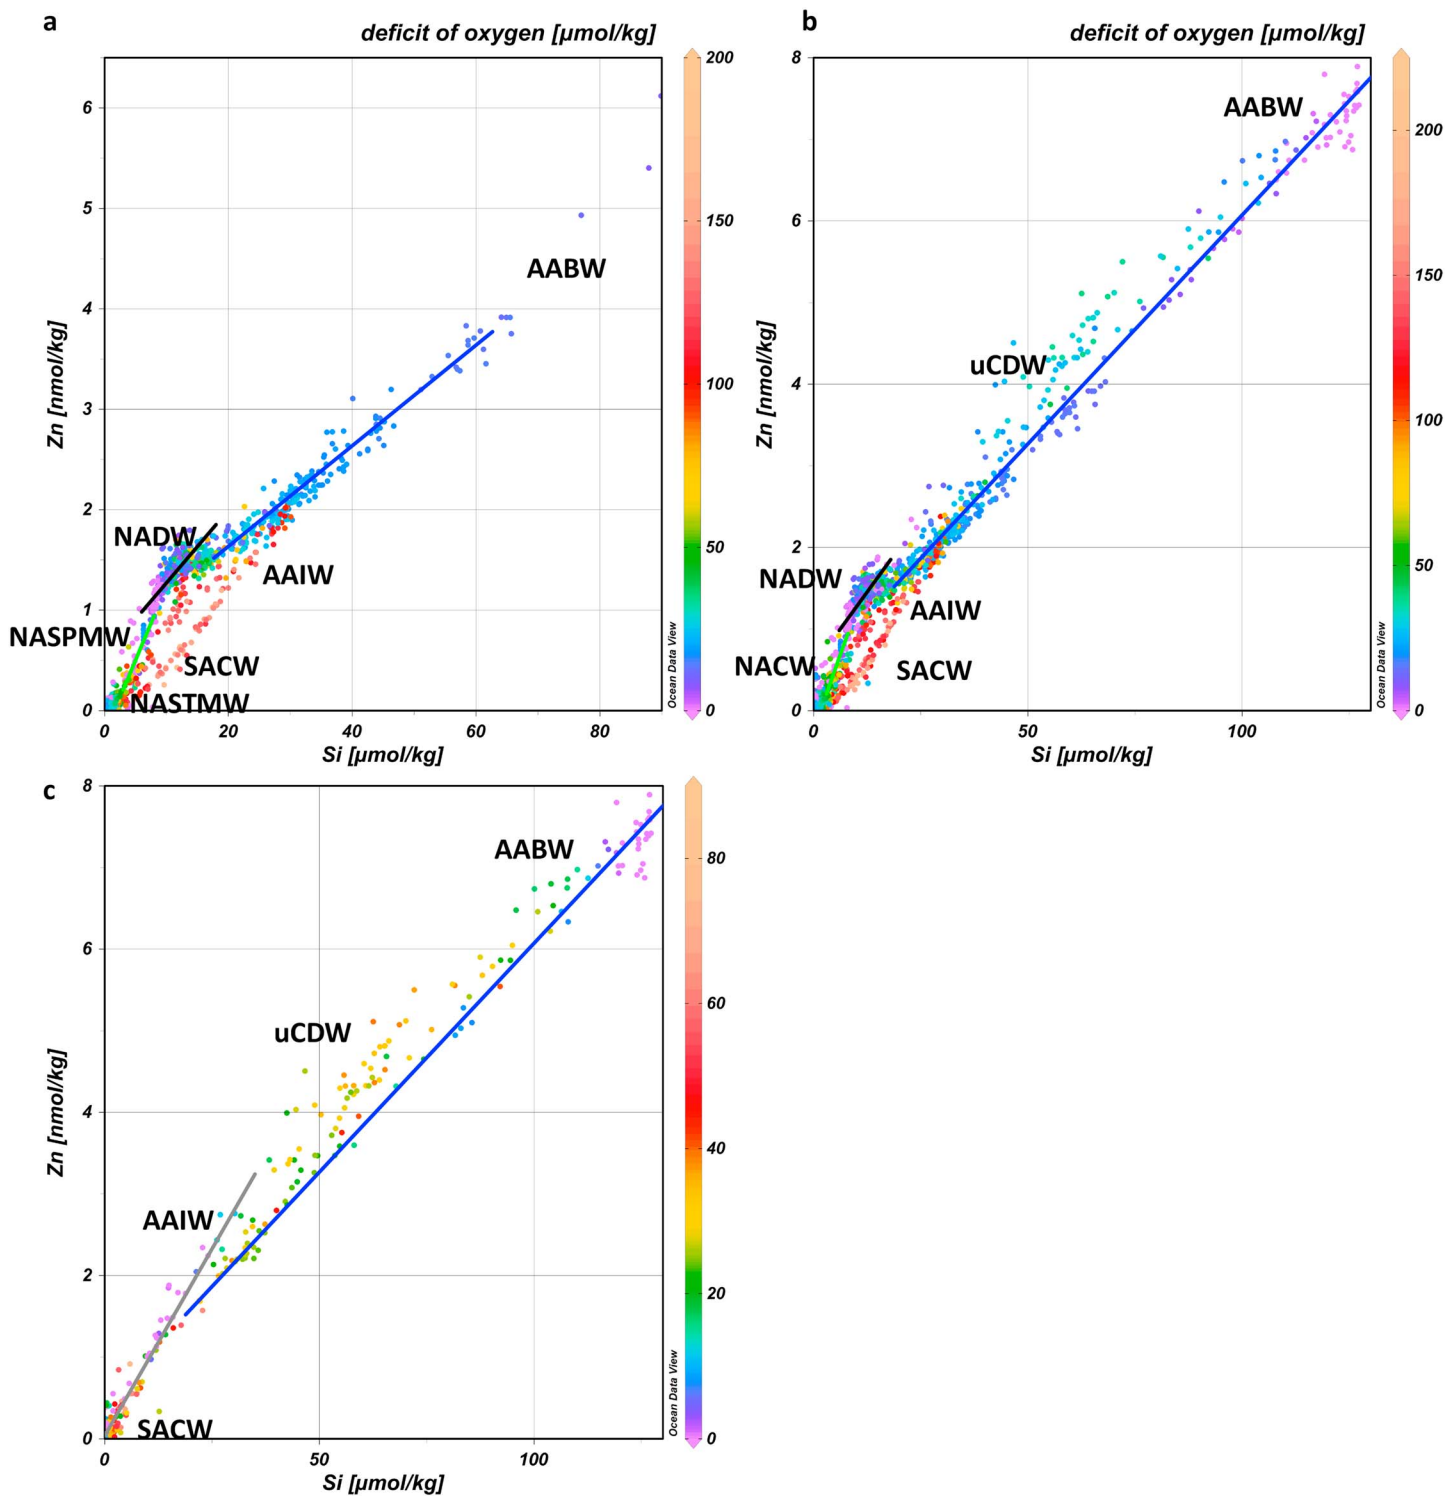 a
deficit of oxygen [µmol/kg]
200
150
100
50
0
6
5
4
3
2
1
0
Zn [nmol/kg]
AABW
NADW
AAIW
NASPMW
SACW
NASTMW
Ocean Data View
0
20
40
60
80
Si [µmol/kg]
b
deficit of oxygen [µmol/kg]
200
150
100
50
0
8
6
4
2
0
Zn [nmol/kg]
AABW
uCDW
NADW
AAIW
NACW
SACW
Ocean Data View
0
50
100
Si [µmol/kg]
c
80
60
40
20
0
8
6
4
2
0
Zn [nmol/kg]
AABW
uCDW
AAIW
SACW
Ocean Data View
0
50
100
Si [µmol/kg]